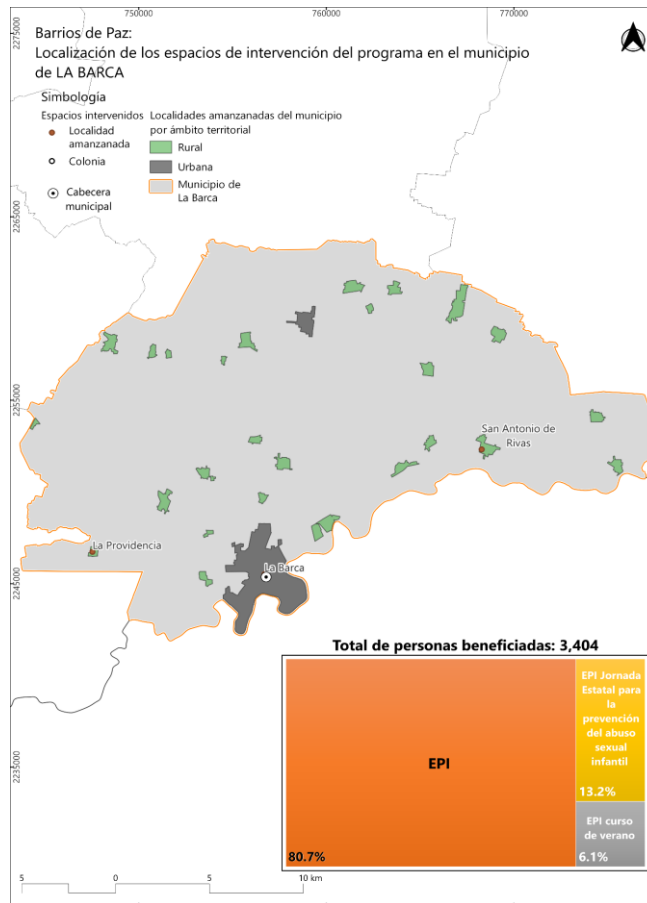 750000
760000
770000
2275000
2265000
2255000
2245000
2235000
Barrios de Paz:
Localización de los espacios de intervención del programa en el municipio
de LA BARCA
Simbología
Espacios intervenidos
Localidad
amanzanada
Colonia
Cabecera
municipal
Localidades amanzanadas del municipio
por ámbito territorial
Rural
Urbana
Municipio de
La Barca
San Antonio de
Rivas
La Providencia
La Barca
Total de personas beneficiadas: 3,404
EPI
80.7%
EPI Jornada
Estatal para
la
prevención
del abuso
sexual
infantil
13.2%
EPI curso
de verano
6.1%
5
0
5
10 km